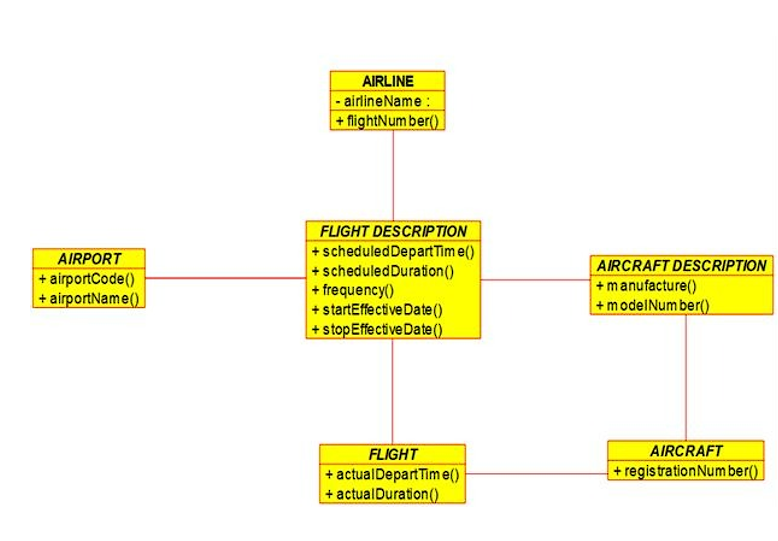 AIRLINE
- airlineName :
+ flightNumber()
FLIGHT DESCRIPTION
+ scheduledDepartTime()
+ scheduledDuration()
+ frequency()
+ startEffectiveDate()
+ stopEffectiveDate()
AIRPORT
+ airportCode()
+ airportName()
AIRCRAFT DESCRIPTION
+ manufacture()
+ modelNumber()
FLIGHT
+ actualDepartTime()
+ actualDuration()
AIRCRAFT
+ registrationNumber()